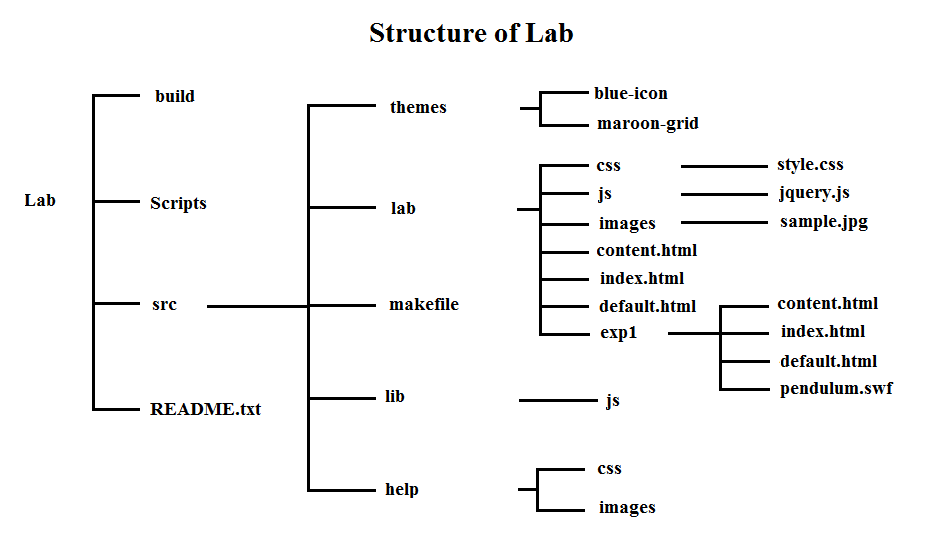 Structure of Lab
Lab
build
Scripts
src
README.txt
themes
lab
makefile
lib
help
blue-icon
maroon-grid
css
js
images
content.html
index.html
default.html
exp1
style.css
jquery.js
sample.jpg
content.html
index.html
default.html
pendulum.swf
js
css
images